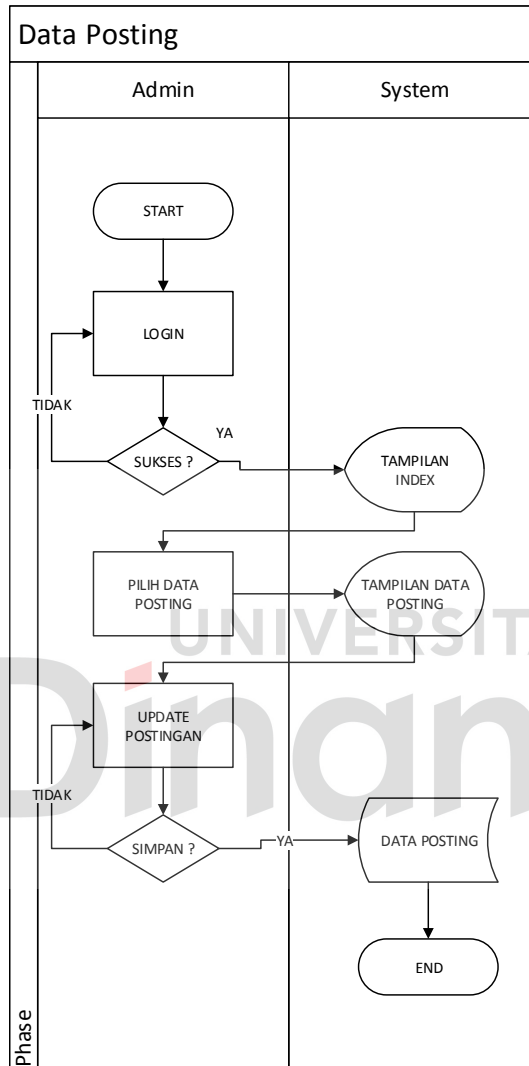 Data Posting
Admin
System
START
LOGIN
TIDAK
YA
SUKSES ?
TAMPILAN
INDEX
PILIH DATA
POSTING
TAMPILAN DATA
POSTING
UNIVERSITA
Dinam
UPDATE
POSTINGAN
TIDAK
SIMPAN ?
YA
DATA POSTING
END
Phase